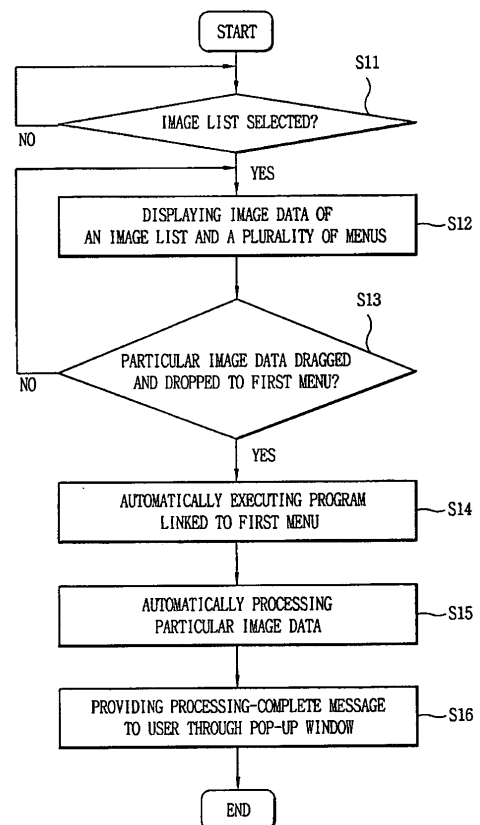 START
S11
IMAGE LIST SELECTED?
NO
YES
DISPLAYING IMAGE DATA OF
AN IMAGE LIST AND A PLURALITY OF MENUS
S12
S13
PARTICULAR IMAGE DATA DRAGGED
AND DROPPED TO FIRST MENU?
NO
YES
AUTOMATICALLY EXECUTING PROGRAM
LINKED TO FIRST MENU
S14
AUTOMATICALLY PROCESSING
PARTICULAR IMAGE DATA
S15
PROVIDING PROCESSING-COMPLETE MESSAGE
TO USER THROUGH POP-UP WINDOW
S16
END